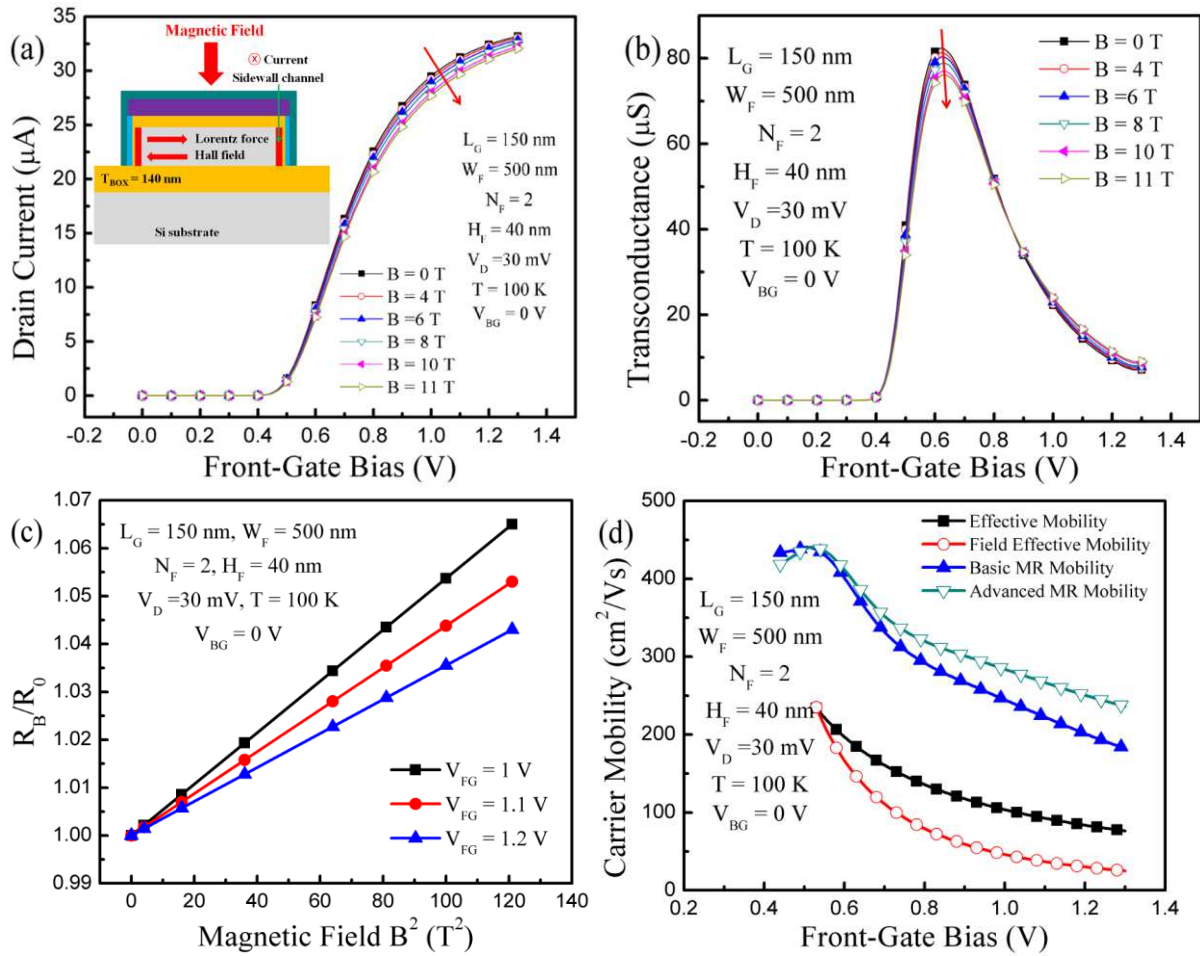 (a)
Magnetic Field
ⓧ Current
Sidewall channel
Lorentz force
Hall field
T_BOX = 140 nm
Si substrate
L_G = 150 nm
W_F = 500 nm
N_F = 2
H_F = 40 nm
V_D =30 mV
T = 100 K
V_BG = 0 V
B = 0 T
B = 4 T
B =6 T
B = 8 T
B = 10 T
B = 11 T
Drain Current (μA)
35
30
25
20
15
10
5
0
-0.2 0.0 0.2 0.4 0.6 0.8 1.0 1.2 1.4
Front-Gate Bias (V)
(b)
L_G = 150 nm
W_F = 500 nm
N_F = 2
H_F = 40 nm
V_D =30 mV
T = 100 K
V_BG = 0 V
B = 0 T
B = 4 T
B =6 T
B = 8 T
B = 10 T
B = 11 T
Transconductance (μS)
80
60
40
20
0
-0.2 0.0 0.2 0.4 0.6 0.8 1.0 1.2 1.4
Front-Gate Bias (V)
(c)
L_G = 150 nm, W_F = 500 nm
N_F = 2, H_F = 40 nm
V_D =30 mV, T = 100 K
V_BG = 0 V
V_FG = 1 V
V_FG = 1.1 V
V_FG = 1.2 V
R_B/R_0
1.07
1.06
1.05
1.04
1.03
1.02
1.01
1.00
0.99
0 20 40 60 80 100 120 140
Magnetic Field B² (T²)
(d)
Effective Mobility
Field Effective Mobility
Basic MR Mobility
Advanced MR Mobility
L_G = 150 nm
W_F = 500 nm
N_F = 2
H_F = 40 nm
V_D =30 mV
T = 100 K
V_BG = 0 V
Carrier Mobility (cm²/Vs)
500
400
300
200
100
0
0.2 0.4 0.6 0.8 1.0 1.2 1.4
Front-Gate Bias (V)